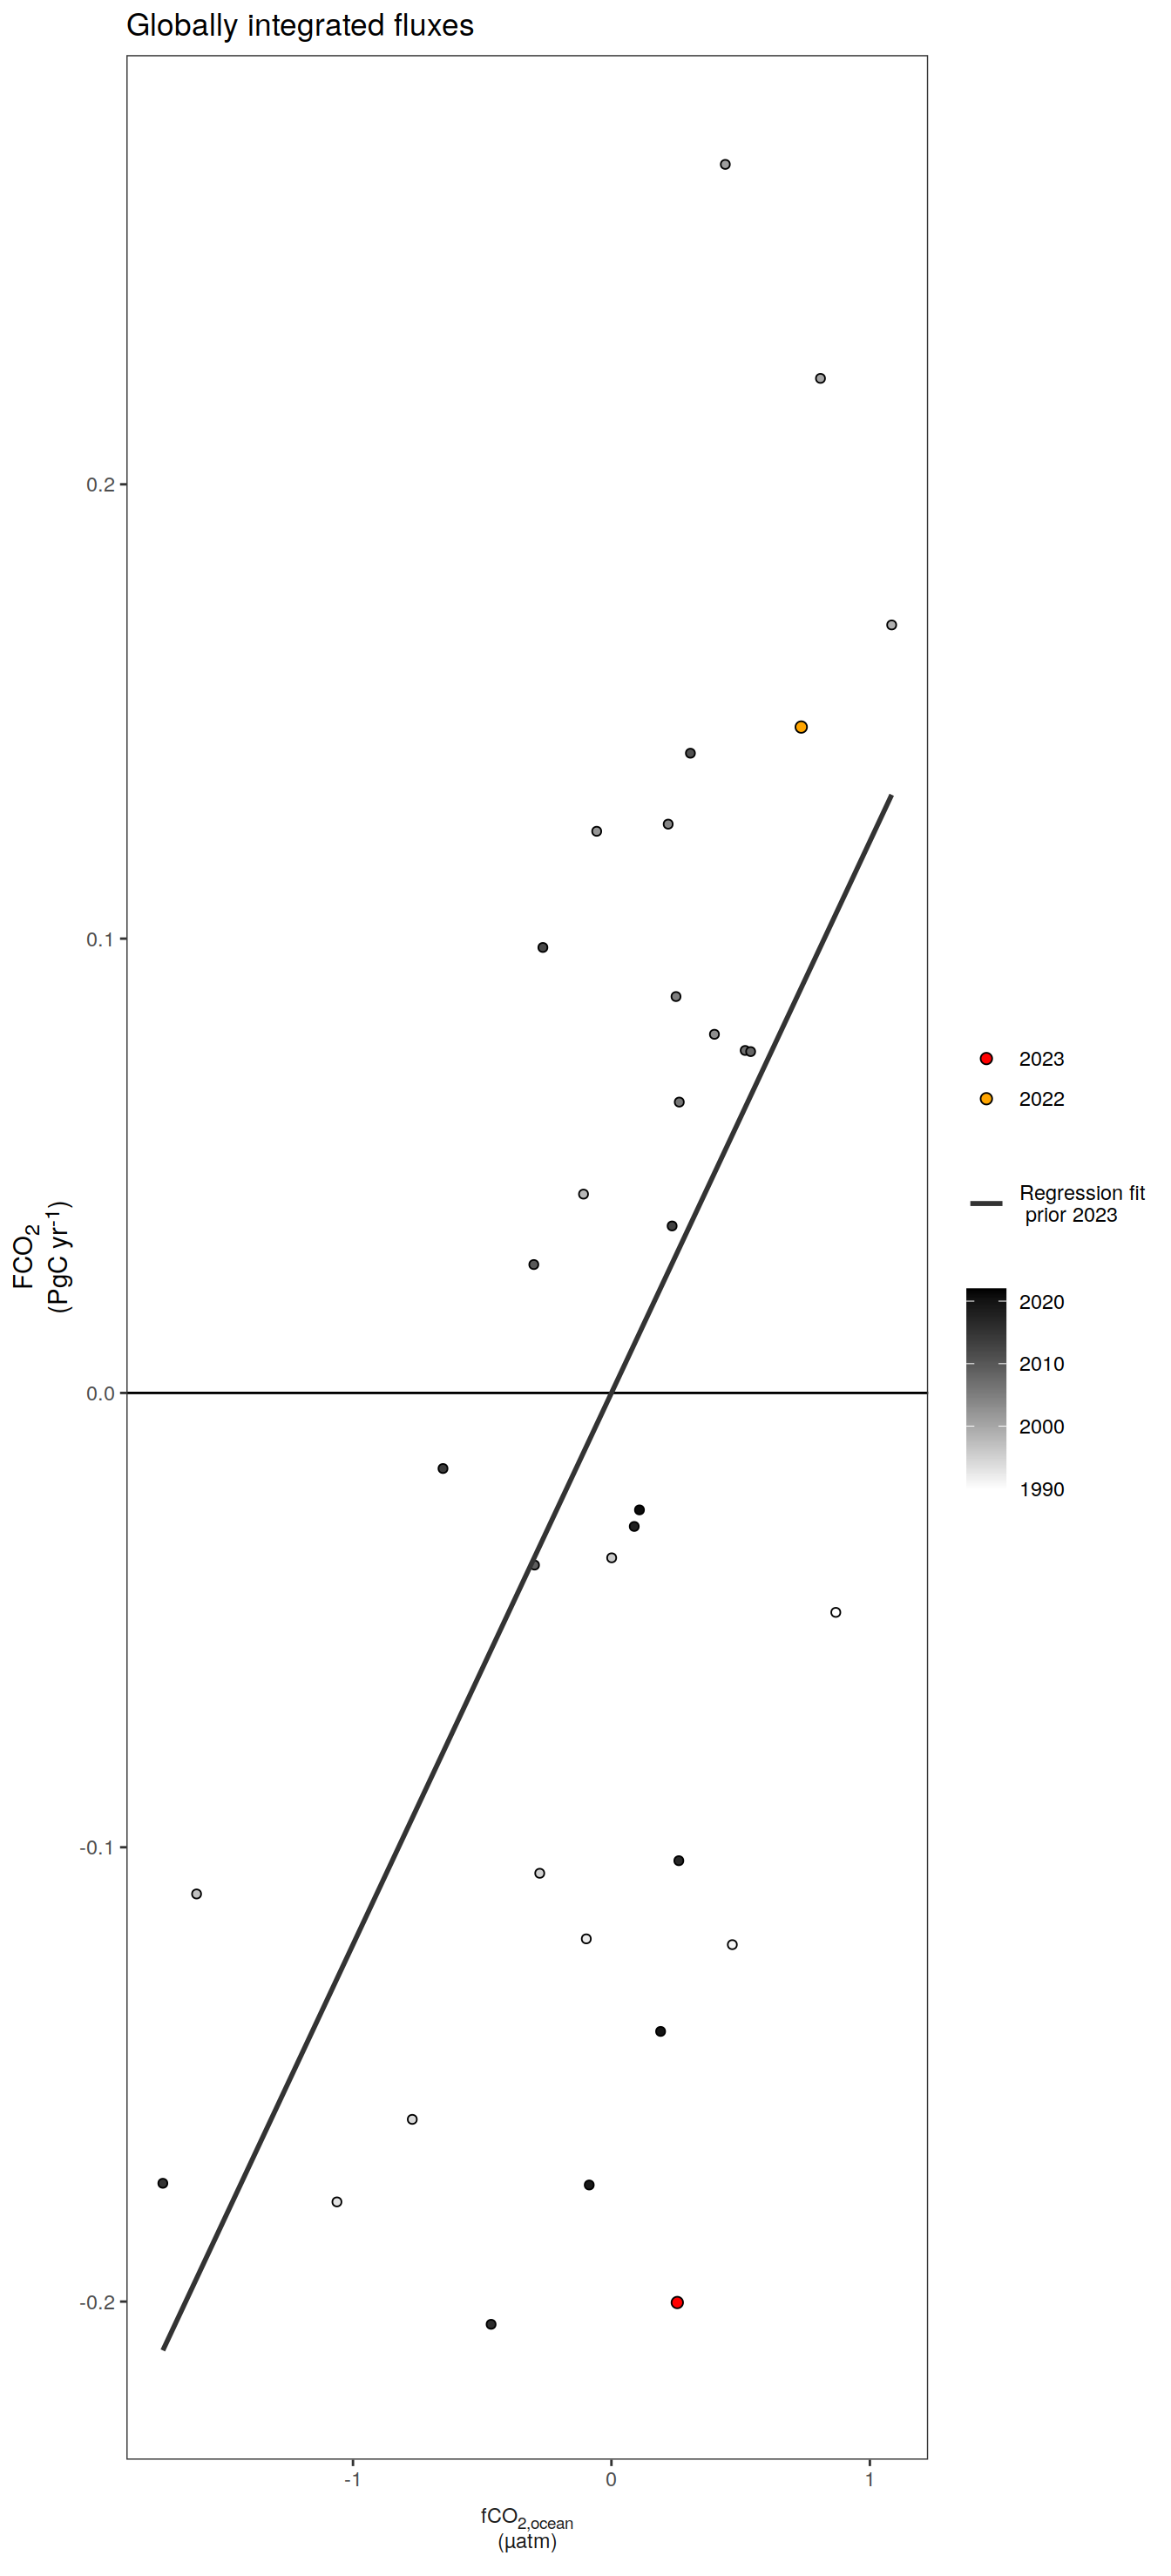 Globally integrated fluxes
FCO₂
(PgC yr⁻¹)
0.2
0.1
0.0
-0.1
-0.2
-1
0
1
fCO₂,ocean
(µatm)
2023
2022
Regression fit
prior 2023
2020
2010
2000
1990